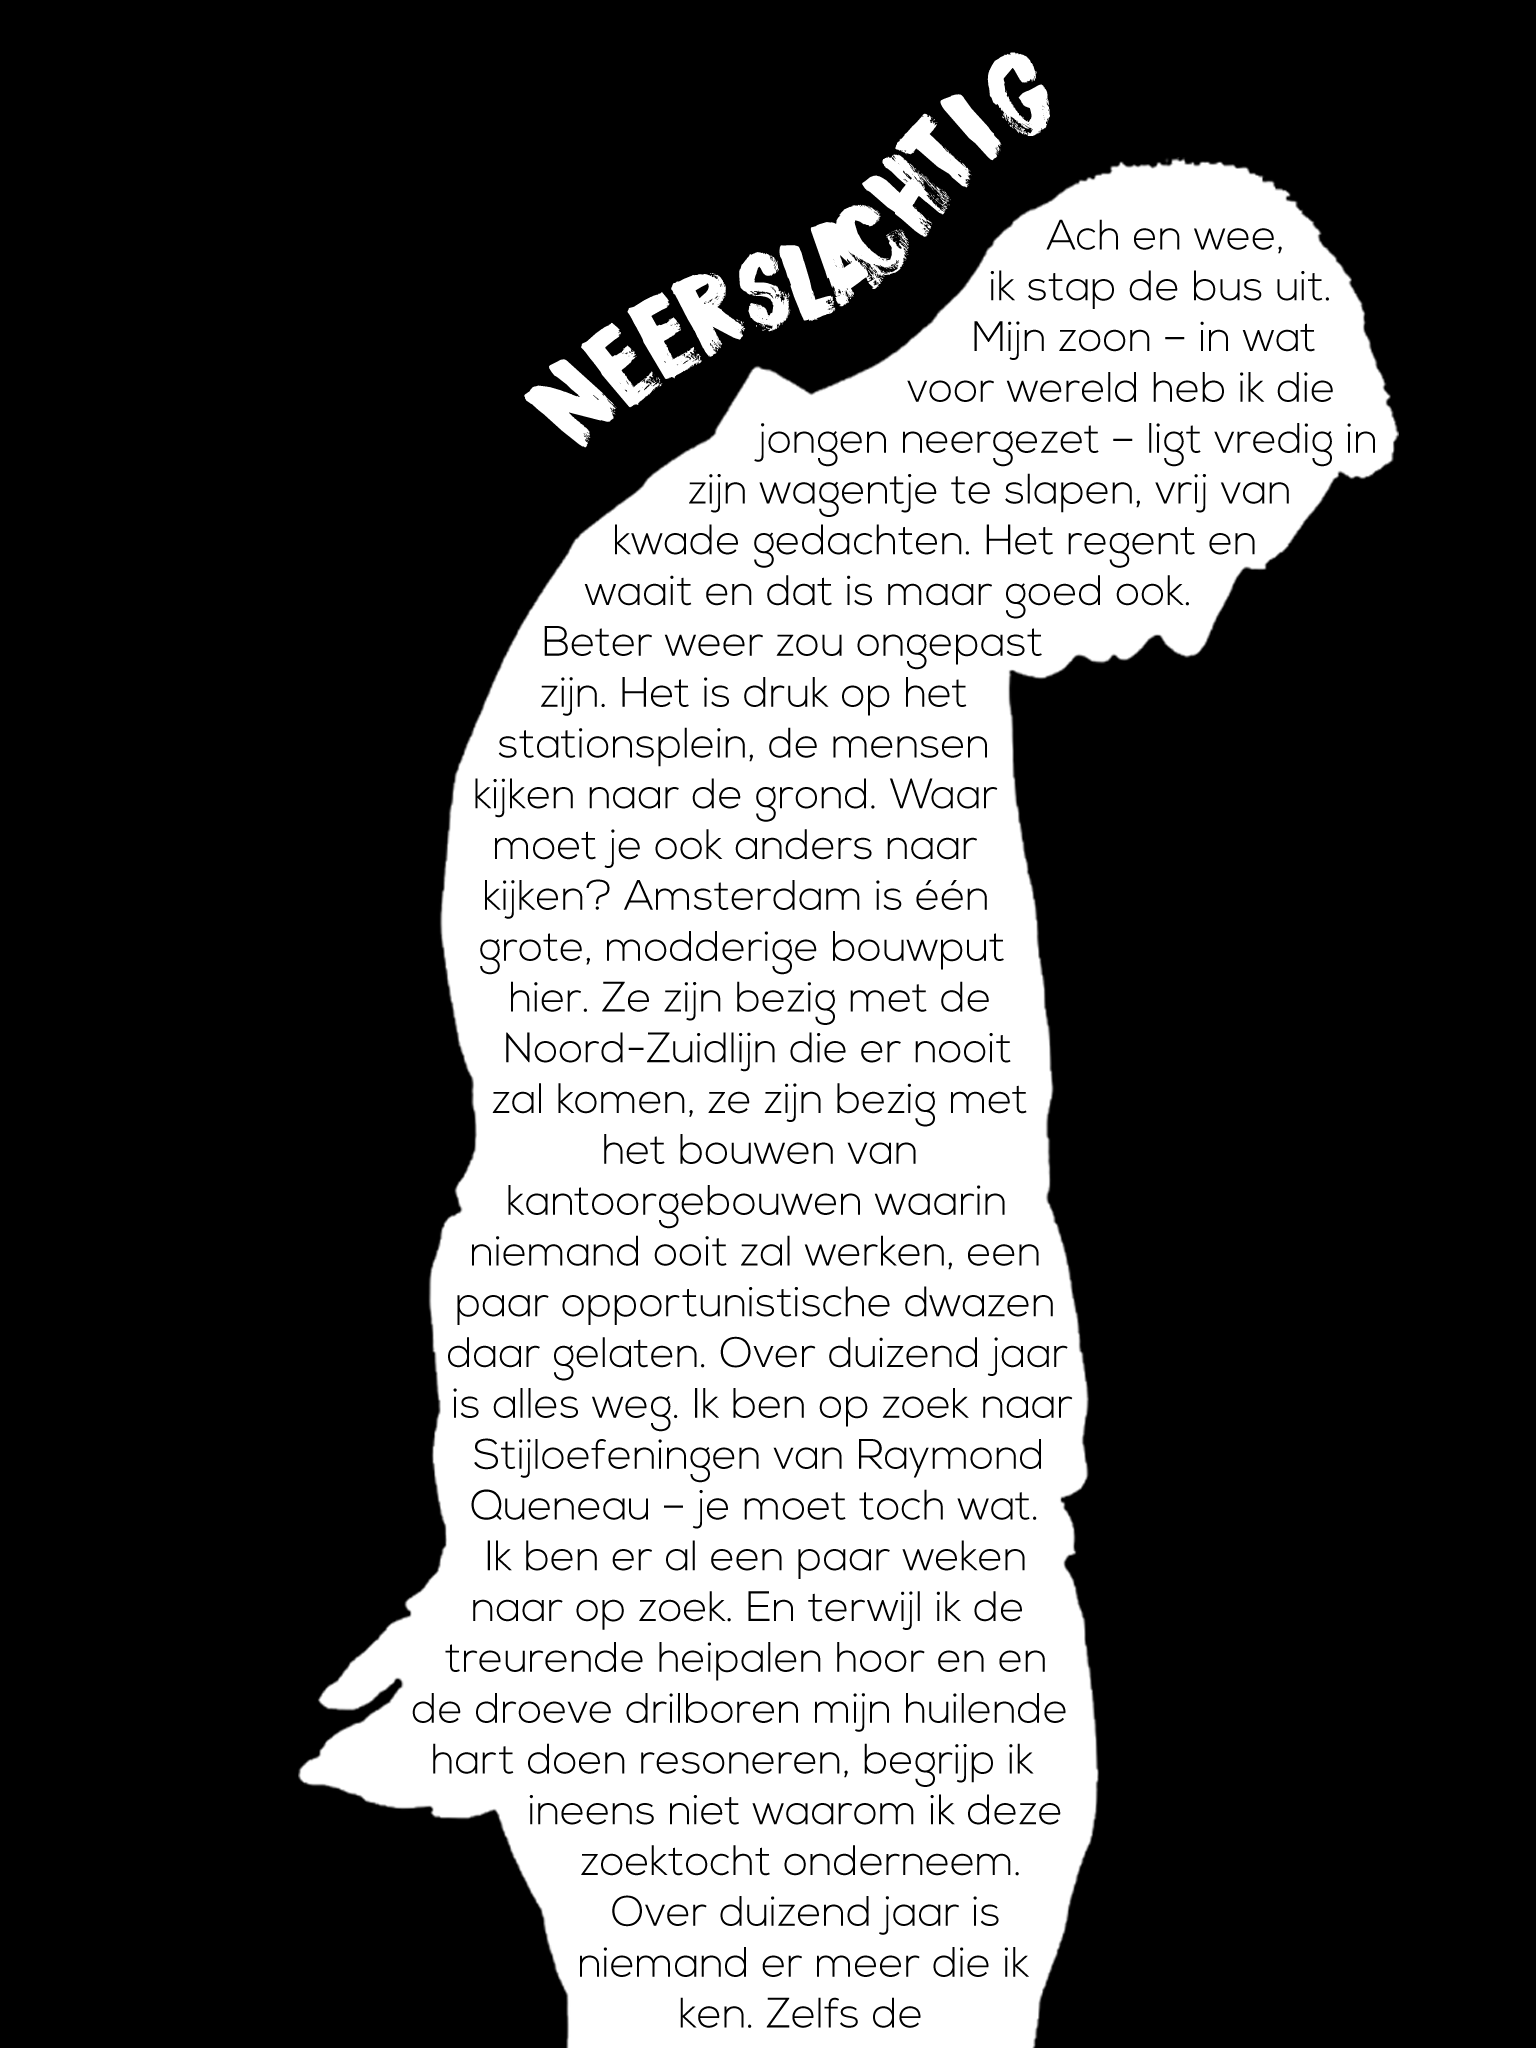 NEERSLACHTIG
Ach en wee,
ik stap de bus uit.
Mijn zoon – in wat
voor wereld heb ik die
jongen neergezet – ligt vredig in
zijn wagentje te slapen, vrij van
kwade gedachten. Het regent en
waait en dat is maar goed ook.
Beter weer zou ongepast
zijn. Het is druk op het
stationsplein, de mensen
kijken naar de grond. Waar
moet je ook anders naar
kijken? Amsterdam is één
grote, modderige bouwput
hier. Ze zijn bezig met de
Noord-Zuidlijn die er nooit
zal komen, ze zijn bezig met
het bouwen van
kantoorgebouwen waarin
niemand ooit zal werken, een
paar opportunistische dwazen
daar gelaten. Over duizend jaar
is alles weg. Ik ben op zoek naar
Stijloefeningen van Raymond
Queneau – je moet toch wat.
Ik ben er al een paar weken
naar op zoek. En terwijl ik de
treurende heipalen hoor en en
de droeve drilboren mijn huilende
hart doen resoneren, begrijp ik
ineens niet waarom ik deze
zoektocht onderneem.
Over duizend jaar is
niemand er meer die ik
ken. Zelfs de